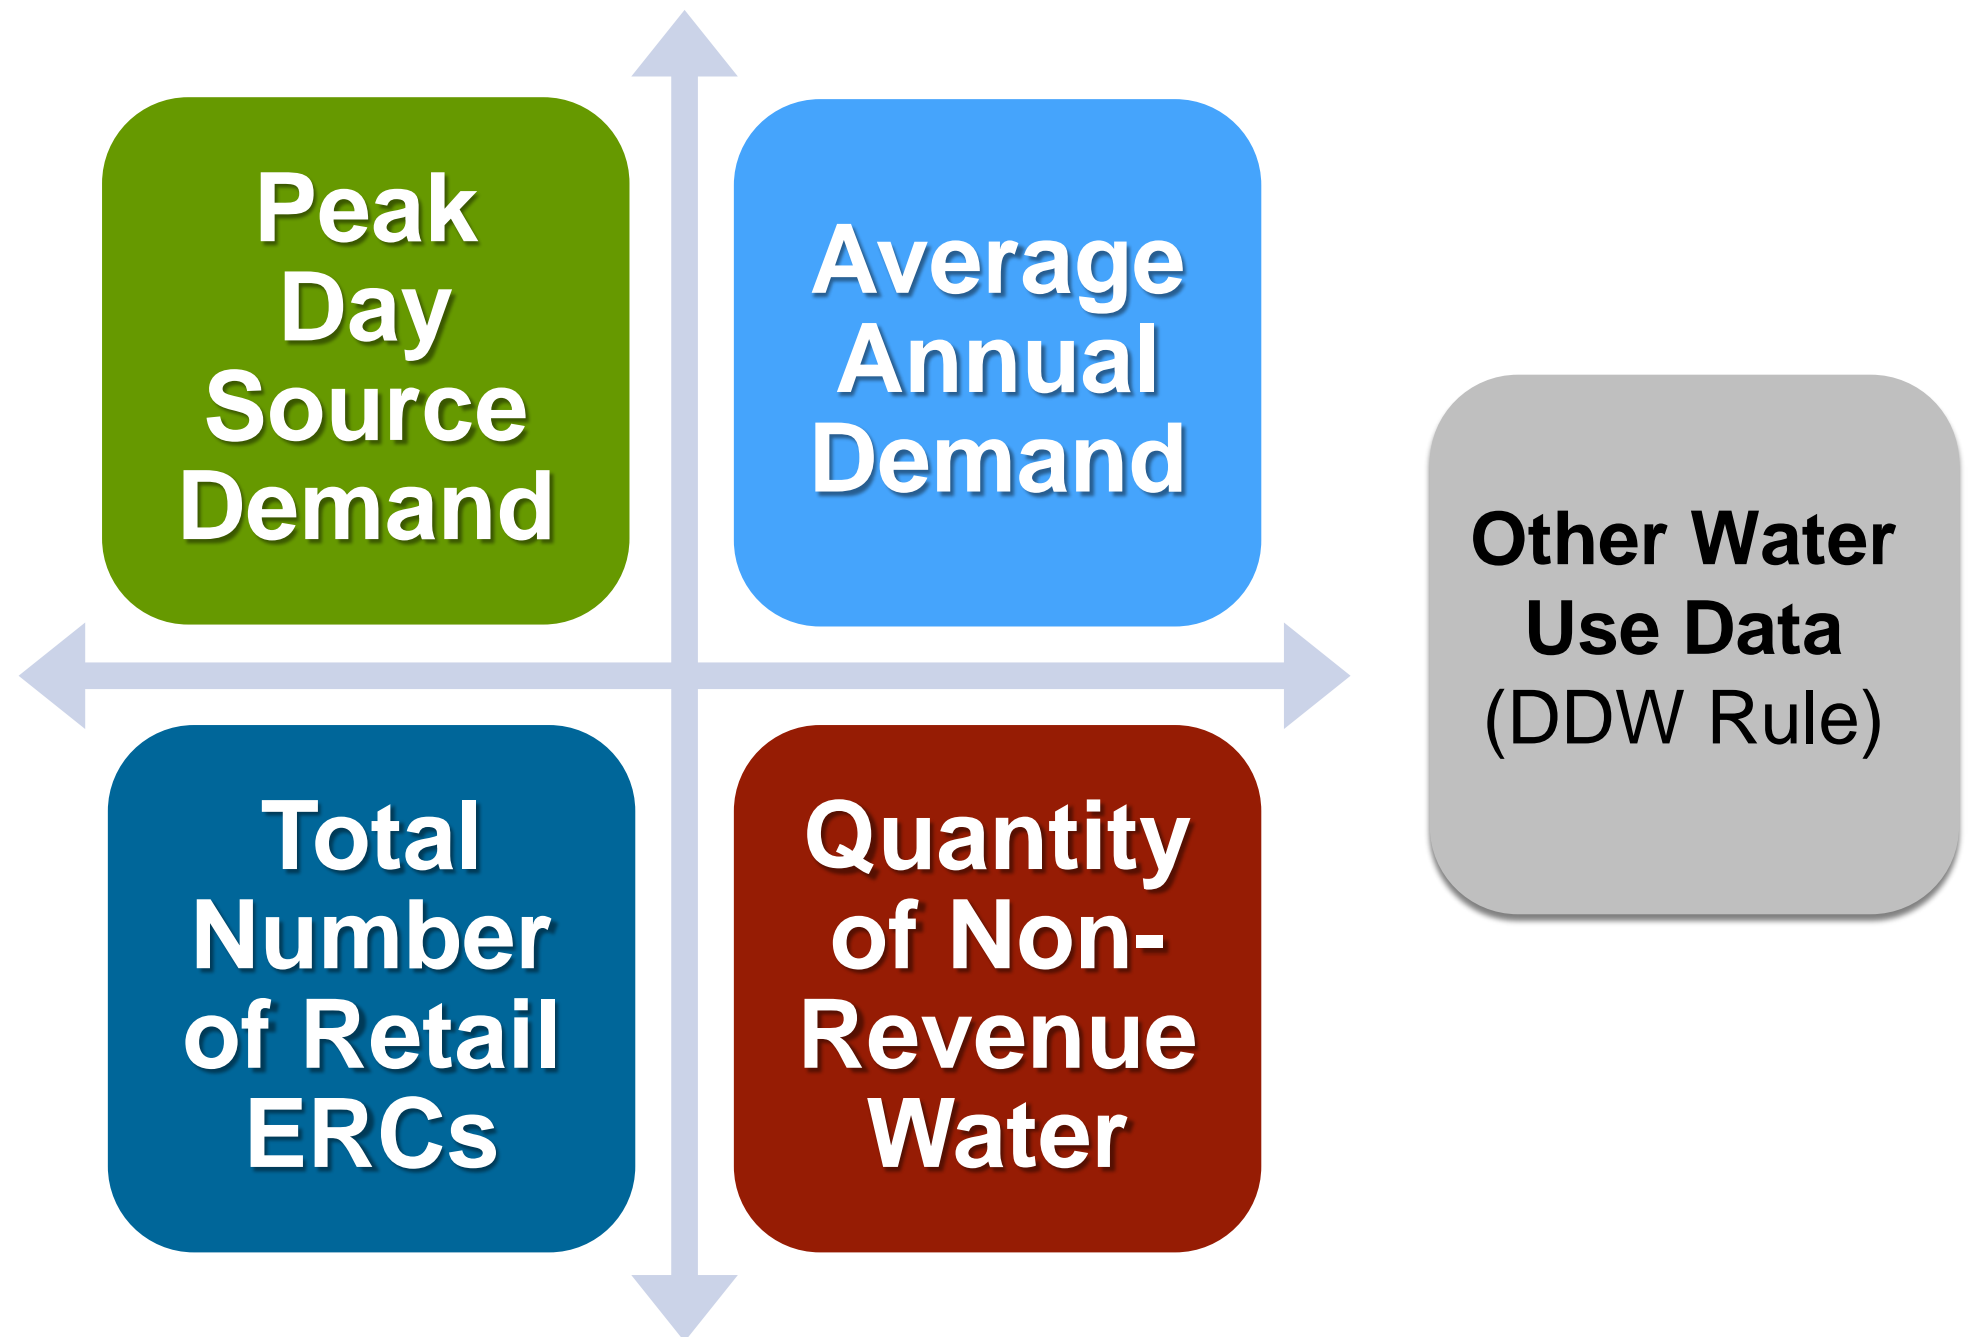 Peak
Day
Source
Demand
Average
Annual
Demand
Total
Number
of Retail
ERCs
Quantity
of Non-
Revenue
Water
Other Water
Use Data
(DDW Rule)